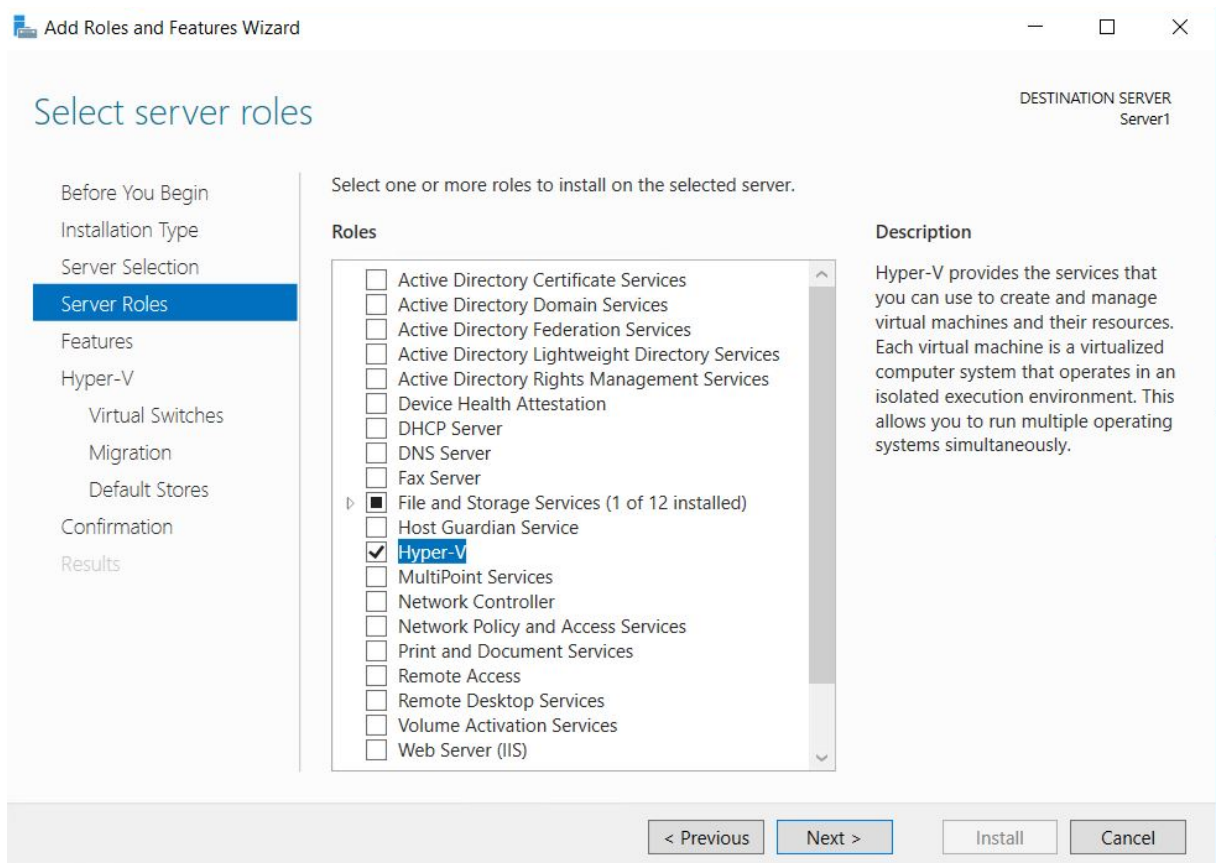 Add Roles and Features Wizard
Select server roles
DESTINATION SERVER
Server1
Before You Begin
Installation Type
Server Selection
Server Roles
Features
Hyper-V
Virtual Switches
Migration
Default Stores
Confirmation
Results
Select one or more roles to install on the selected server.
Roles
Active Directory Certificate Services
Active Directory Domain Services
Active Directory Federation Services
Active Directory Lightweight Directory Services
Active Directory Rights Management Services
Device Health Attestation
DHCP Server
DNS Server
Fax Server
File and Storage Services (1 of 12 installed)
Host Guardian Service
Hyper-V
MultiPoint Services
Network Controller
Network Policy and Access Services
Print and Document Services
Remote Access
Remote Desktop Services
Volume Activation Services
Web Server (IIS)
Description
Hyper-V provides the services that
you can use to create and manage
virtual machines and their resources.
Each virtual machine is a virtualized
computer system that operates in an
isolated execution environment. This
allows you to run multiple operating
systems simultaneously.
< Previous
Next >
Install
Cancel